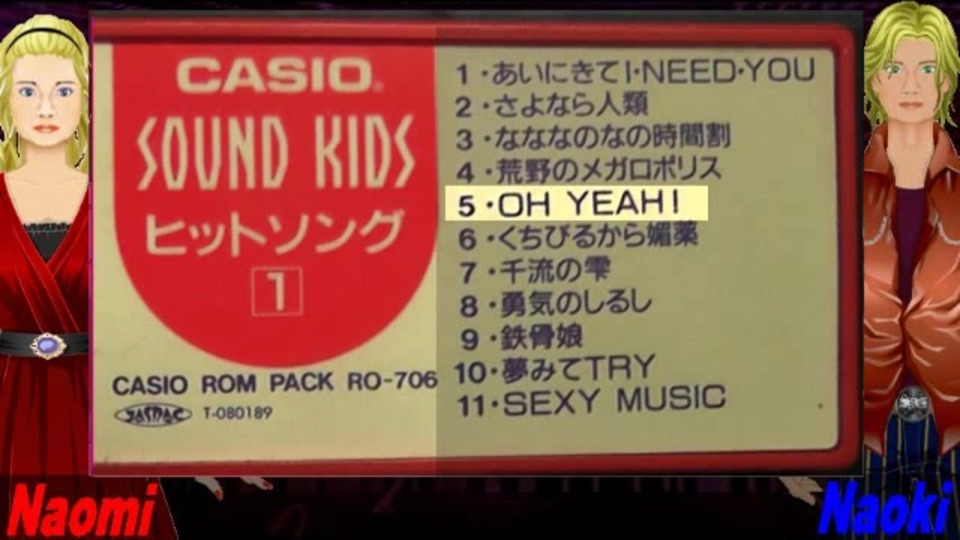 CASIO
SOUND KIDS
ヒットソング
1
CASIO ROM PACK RO-706
JASRAC T-080189
1・あいにきてI・NEED・YOU
2・さよなら人類
3・なななのなの時間割
4・荒野のメガロポリス
5・OH YEAH!
6・くちびるから媚薬
7・千流の雫
8・勇気のしるし
9・鉄骨娘
10・夢みてTRY
11・SEXY MUSIC
Naomi
Naoki